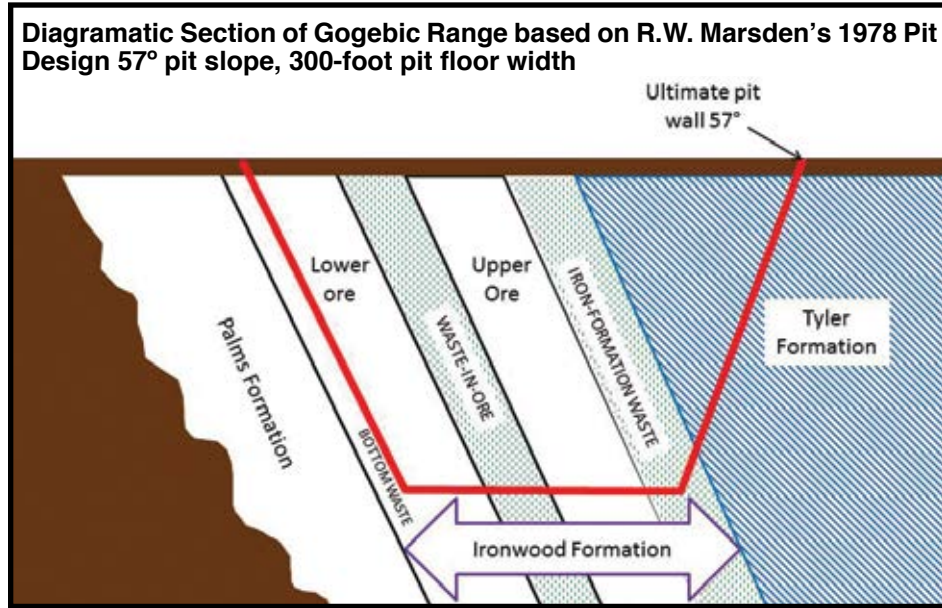 Diagramatic Section of Gogebic Range based on R.W. Marsden's 1978 Pit
Design 57º pit slope, 300-foot pit floor width
Ultimate pit
wall 57°
Lower
ore
Upper
Ore
IRON-FORMATION WASTE
WASTE-IN-ORE
Tyler
Formation
Palms Formation
BOTTOM WASTE
Ironwood Formation